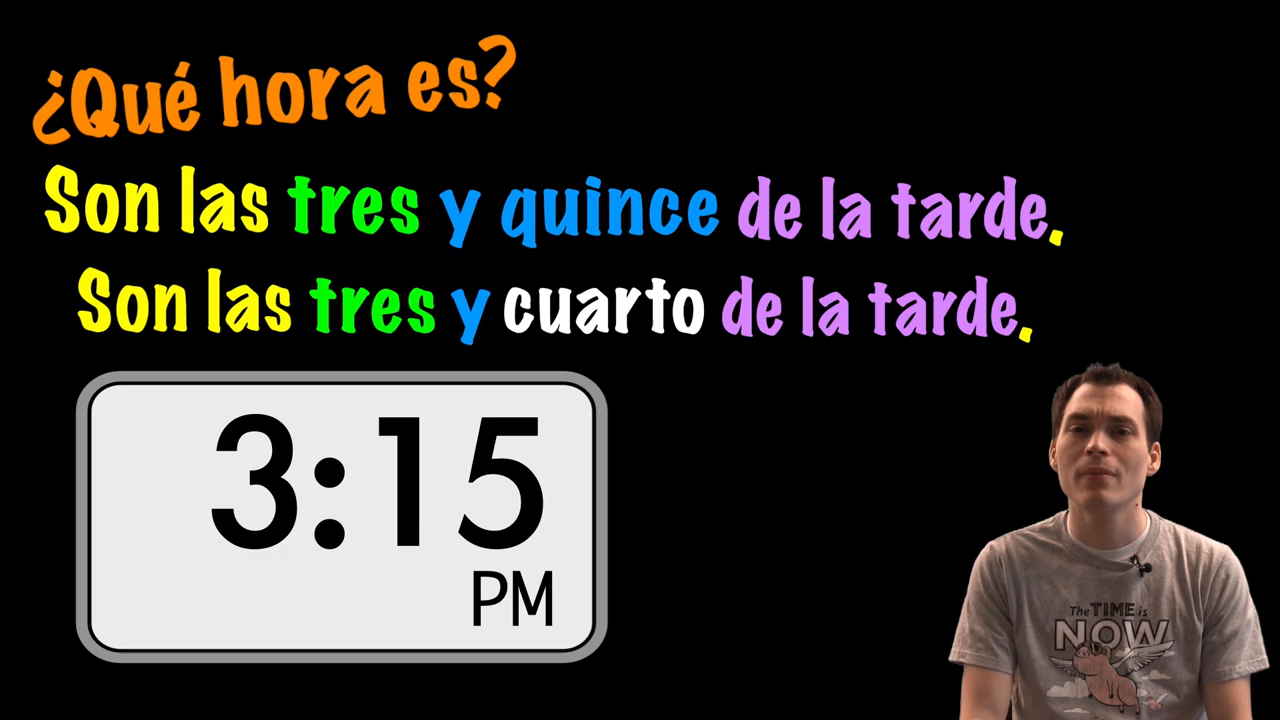 ¿Qué hora es?
Son las tres y quince de la tarde.
Son las tres y cuarto de la tarde.
3:15
PM
The TIME is
NOW